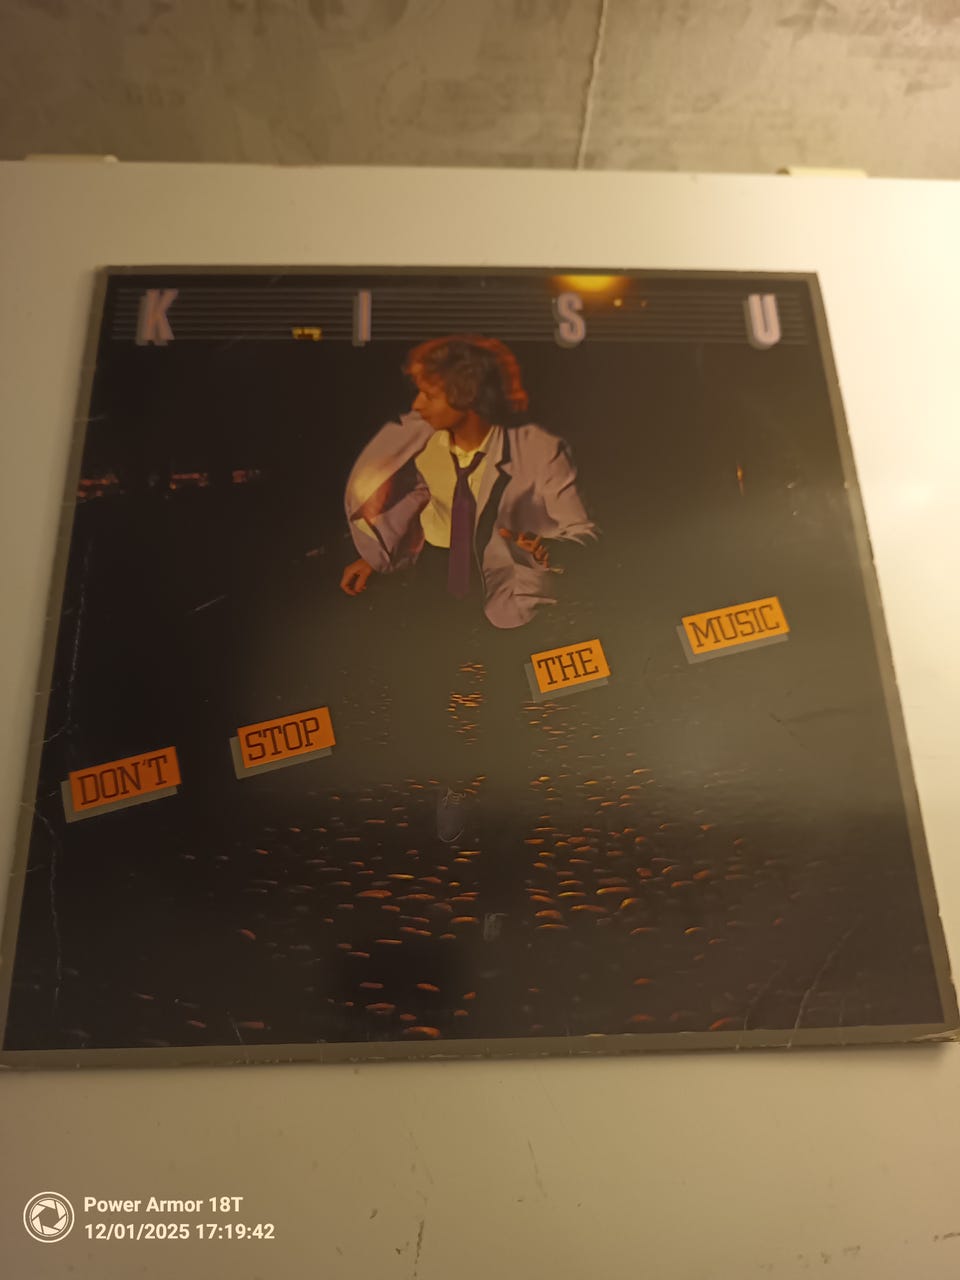 K I S U
DON'T STOP THE MUSIC
Power Armor 18T
12/01/2025 17:19:42